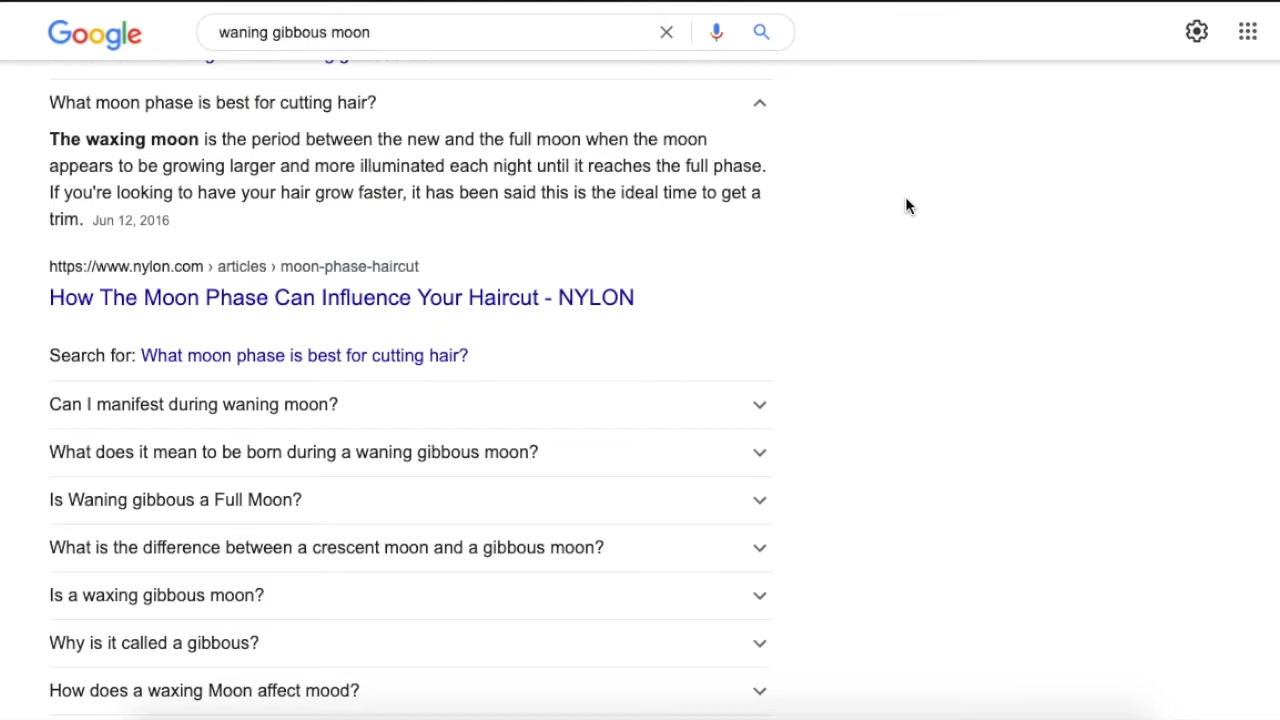 Google
waning gibbous moon
What moon phase is best for cutting hair?
The waxing moon is the period between the new and the full moon when the moon
appears to be growing larger and more illuminated each night until it reaches the full phase.
If you're looking to have your hair grow faster, it has been said this is the ideal time to get a
trim. Jun 12, 2016
https://www.nylon.com › articles › moon-phase-haircut
How The Moon Phase Can Influence Your Haircut - NYLON
Search for: What moon phase is best for cutting hair?
Can I manifest during waning moon?
What does it mean to be born during a waning gibbous moon?
Is Waning gibbous a Full Moon?
What is the difference between a crescent moon and a gibbous moon?
Is a waxing gibbous moon?
Why is it called a gibbous?
How does a waxing Moon affect mood?